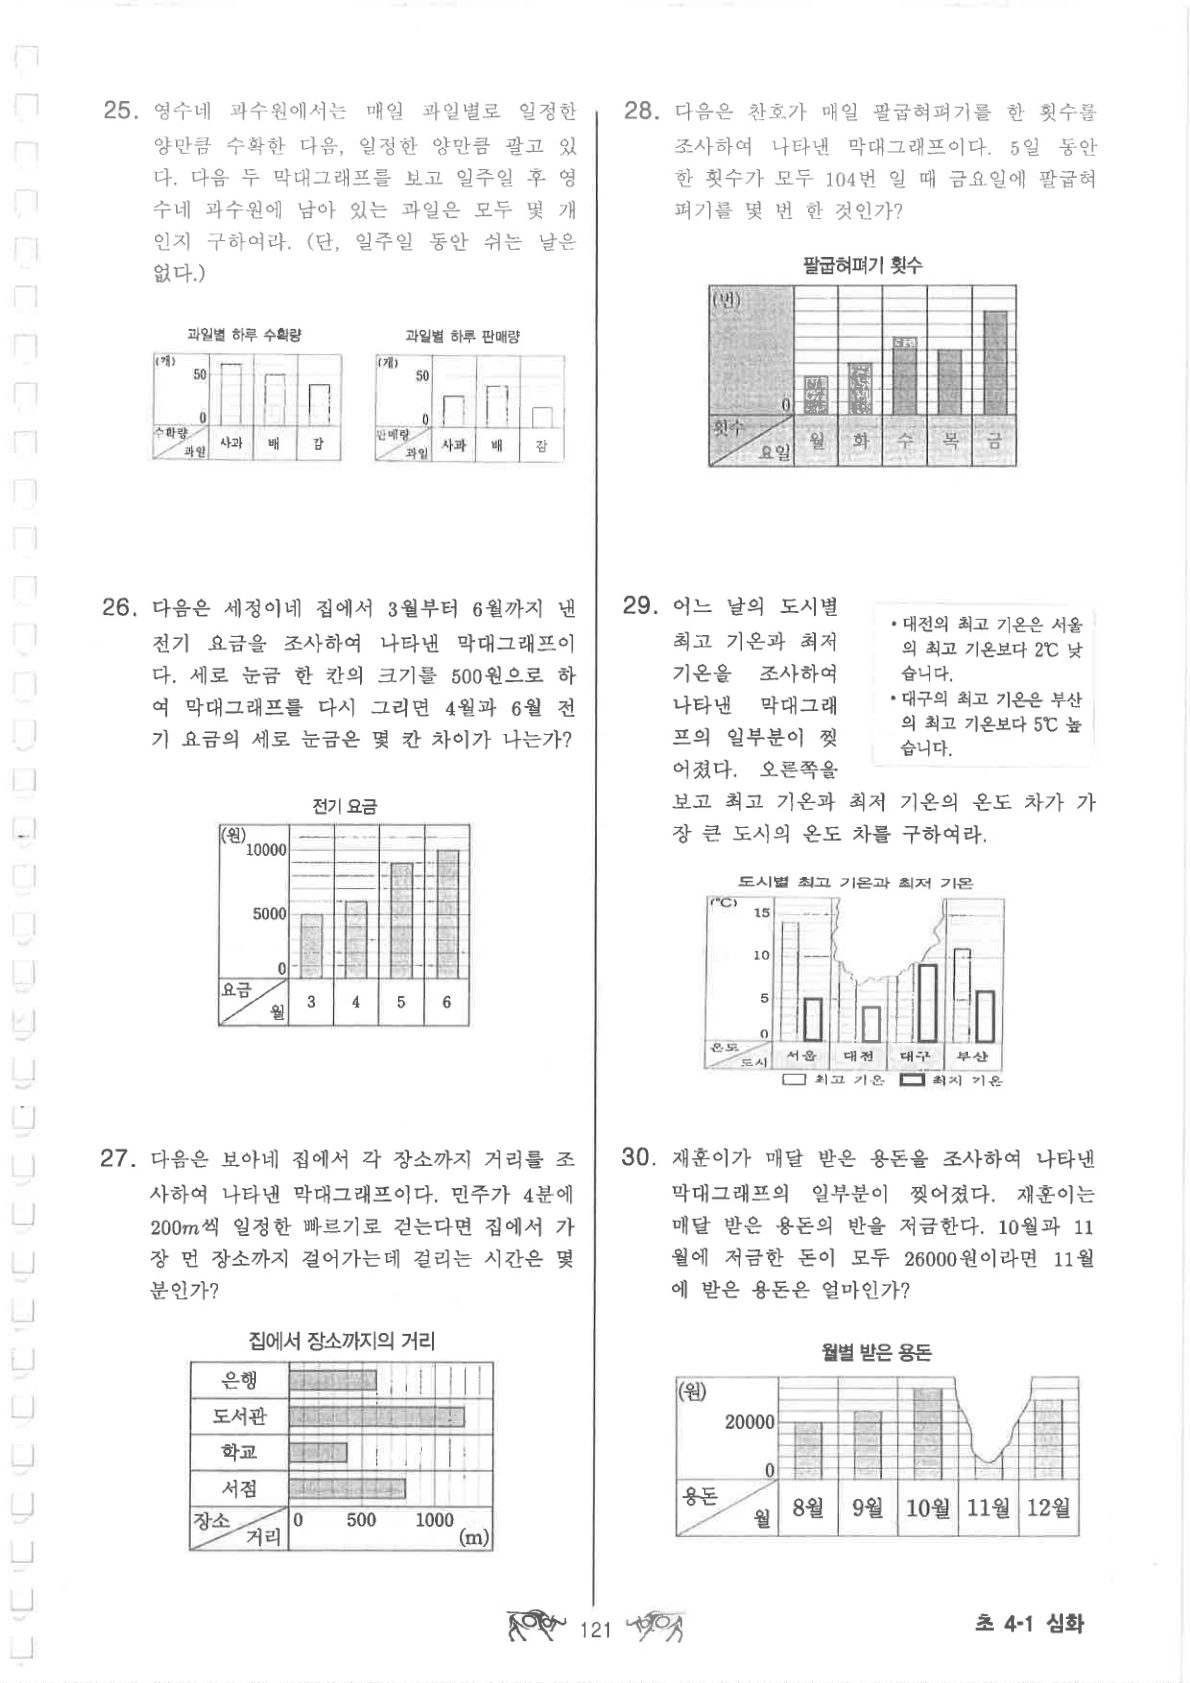 25. 영수네 과수원에서는 매일 과일별로 일정한
양만큼 수확한 다음, 일정한 양만큼 팔고 있
다. 다음 두 막대그래프를 보고 일주일 후 영
수네 과수원에 남아 있는 과일은 모두 몇 개
인지 구하여라. (단, 일주일 동안 쉬는 날은
없다.)
과일별 하루 수확량
(개)
50
0
수확량
과일
사과 배 감
과일별 하루 판매량
(개)
50
0
판매량
과일
사과 배 감
26. 다음은 세정이네 집에서 3월부터 6월까지 낸
전기 요금을 조사하여 나타낸 막대그래프이
다. 세로 눈금 한 칸의 크기를 500원으로 하
여 막대그래프를 다시 그리면 4월과 6월 전
기 요금의 세로 눈금은 몇 칸 차이가 나는가?
전기 요금
(원)
10000
5000
0
요금
월
3 4 5 6
27. 다음은 보아네 집에서 각 장소까지 거리를 조
사하여 나타낸 막대그래프이다. 민주가 4분에
200m씩 일정한 빠르기로 걷는다면 집에서 가
장 먼 장소까지 걸어가는데 걸리는 시간은 몇
분인가?
집에서 장소까지의 거리
은행
도서관
학교
서점
장소
거리
0 500 1000
(m)
28. 다음은 찬호가 매일 팔굽혀펴기를 한 횟수를
조사하여 나타낸 막대그래프이다. 5일 동안
한 횟수가 모두 104번 일 때 금요일에 팔굽혀
펴기를 몇 번 한 것인가?
팔굽혀펴기 횟수
(번)
0
횟수
요일
월 화 수 목 금
29. 어느 날의 도시별
최고 기온과 최저
기온을 조사하여
나타낸 막대그래
프의 일부분이 찢
어졌다. 오른쪽을
보고 최고 기온과 최저 기온의 온도 차가 가
장 큰 도시의 온도 차를 구하여라.
• 대전의 최고 기온은 서울
의 최고 기온보다 2℃ 낮
습니다.
• 대구의 최고 기온은 부산
의 최고 기온보다 5℃ 높
습니다.
도시별 최고 기온과 최저 기온
(℃)
15
10
5
0
온도
도시
서울 대전 대구 부산
최고 기온 최저 기온
30. 재훈이가 매달 받은 용돈을 조사하여 나타낸
막대그래프의 일부분이 찢어졌다. 재훈이는
매달 받은 용돈의 반을 저금한다. 10월과 11
월에 저금한 돈이 모두 26000원이라면 11월
에 받은 용돈은 얼마인가?
월별 받은 용돈
(원)
20000
0
용돈
월
8월 9월 10월 11월 12월
121
초 4-1 심화